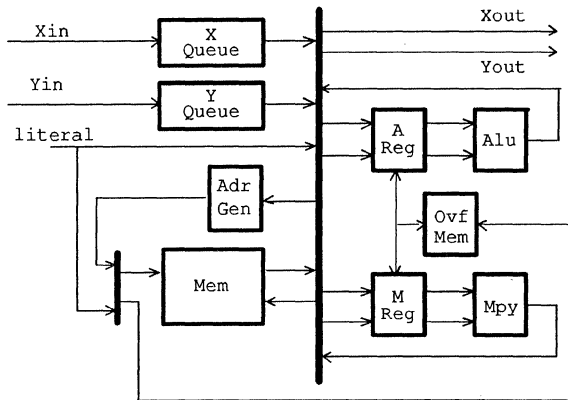 Xin
X
Queue
Xout
Yin
Y
Queue
Yout
literal
A
Reg
Alu
Adr
Gen
Ovf
Mem
Mem
M
Reg
Mpy